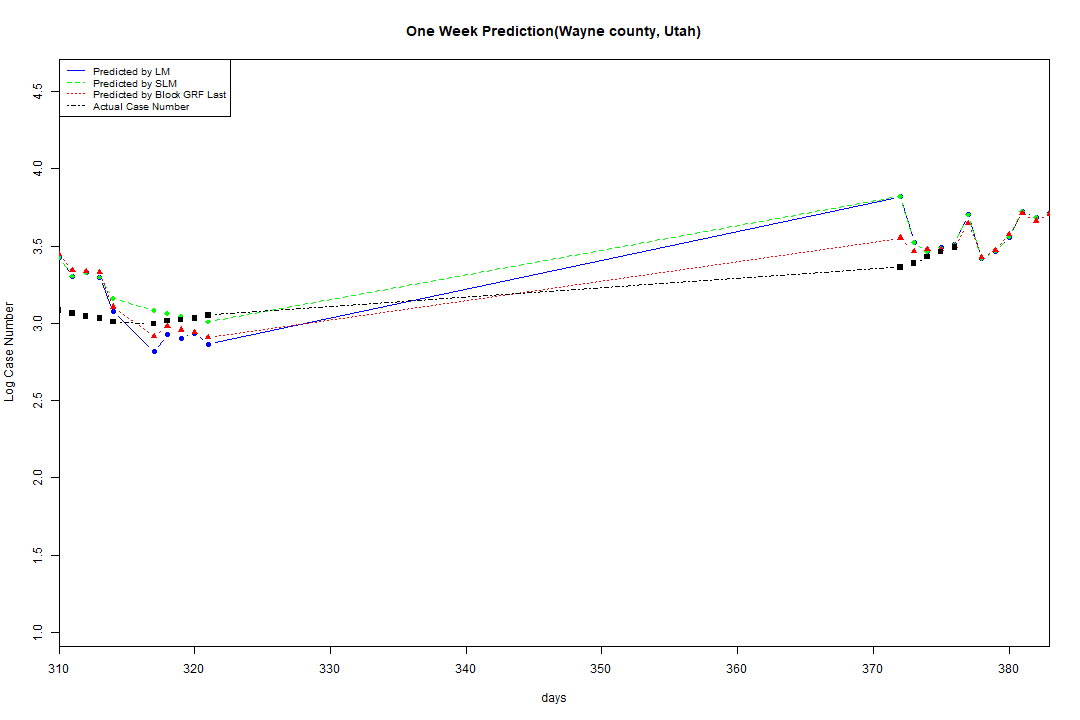 One Week Prediction(Wayne county, Utah)
Predicted by LM
Predicted by SLM
Predicted by Block GRF Last
Actual Case Number
4.5
4.0
3.5
3.0
2.5
2.0
1.5
1.0
Log Case Number
310 320 330 340 350 360 370 380
days